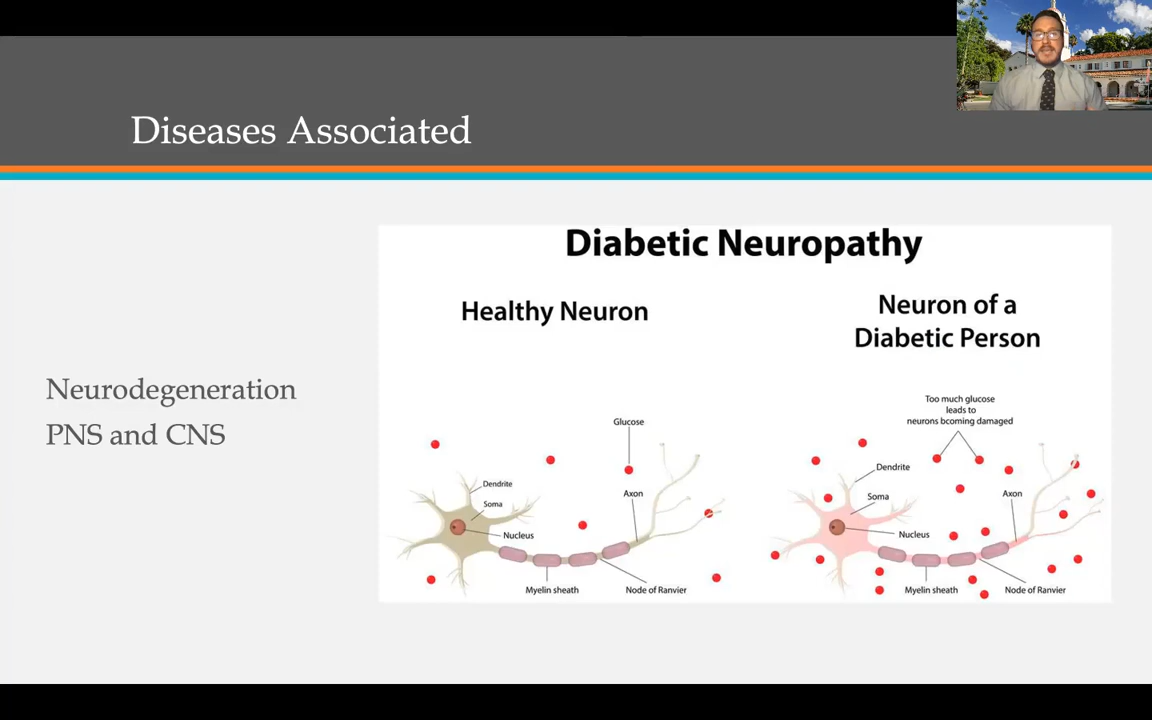 Diseases Associated
Neurodegeneration
PNS and CNS
Diabetic Neuropathy
Healthy Neuron
Glucose
Dendrite
Soma
Axon
Nucleus
Myelin sheath
Node of Ranvier
Neuron of a
Diabetic Person
Too much glucose
leads to
neurons bcoming damaged
Dendrite
Soma
Axon
Nucleus
Myelin sheath
Node of Ranvier